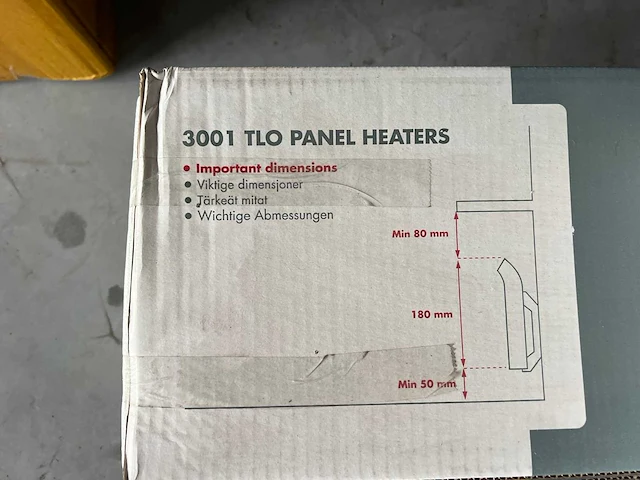 3001 TLO PANEL HEATERS
• Important dimensions
• Viktige dimensjoner
• Tärkeät mitat
• Wichtige Abmessungen
Min 80 mm
180 mm
Min 50 mm